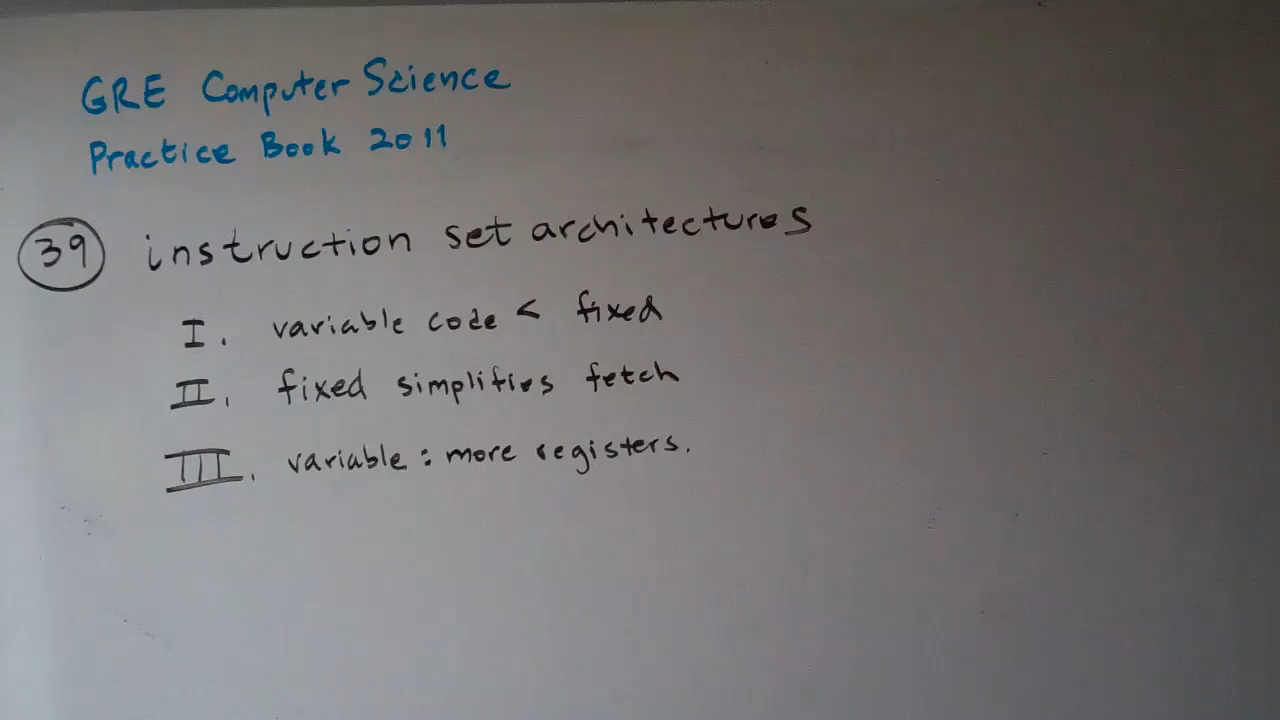 GRE Computer Science
Practice Book 2011
39 instruction set architectures
I. variable code < fixed
II. fixed simplifies fetch
III. variable: more registers.